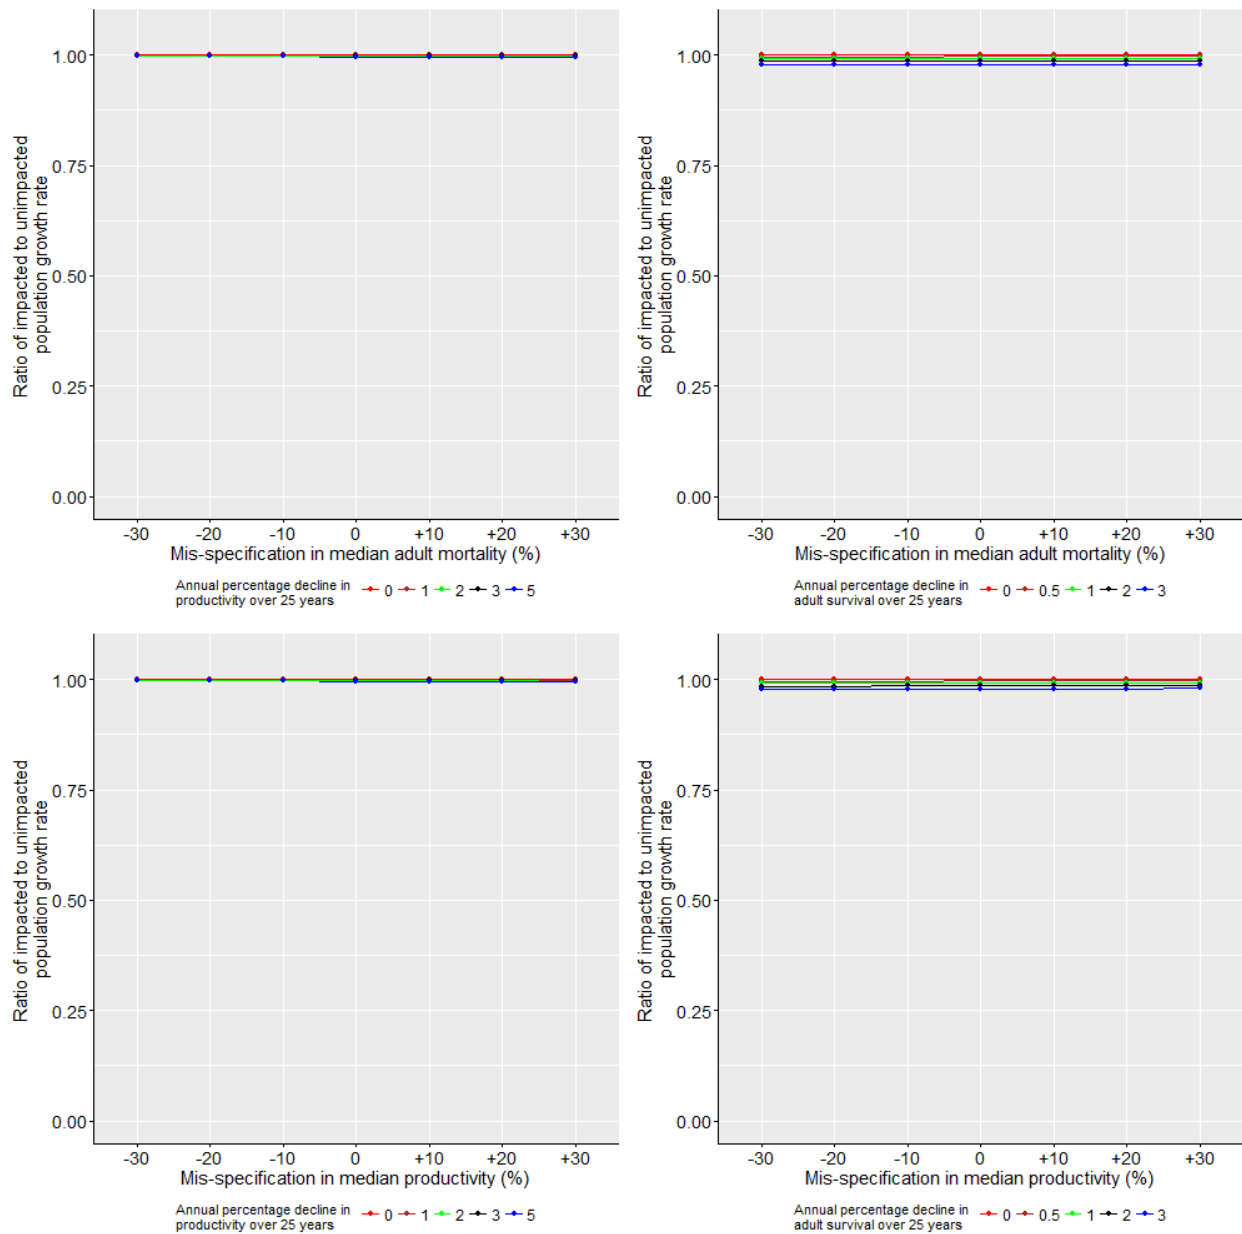 Ratio of impacted to unimpacted
population growth rate
1.00
0.75
0.50
0.25
0.00
-30 -20 -10 0 +10 +20 +30
Mis-specification in median adult mortality (%)
Annual percentage decline in
productivity over 25 years
0 1 2 3 5
Ratio of impacted to unimpacted
population growth rate
1.00
0.75
0.50
0.25
0.00
-30 -20 -10 0 +10 +20 +30
Mis-specification in median adult mortality (%)
Annual percentage decline in
adult survival over 25 years
0 0.5 1 2 3
Ratio of impacted to unimpacted
population growth rate
1.00
0.75
0.50
0.25
0.00
-30 -20 -10 0 +10 +20 +30
Mis-specification in median productivity (%)
Annual percentage decline in
productivity over 25 years
0 1 2 3 5
Ratio of impacted to unimpacted
population growth rate
1.00
0.75
0.50
0.25
0.00
-30 -20 -10 0 +10 +20 +30
Mis-specification in median productivity (%)
Annual percentage decline in
adult survival over 25 years
0 0.5 1 2 3